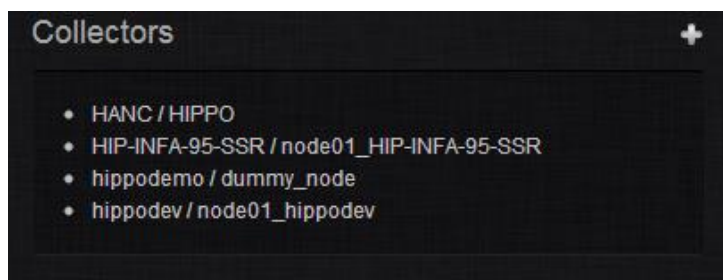 Collectors
HANC / HIPPO
HIP-INFA-95-SSR / node01_HIP-INFA-95-SSR
hippodemo / dummy_node
hippodev / node01_hippodev